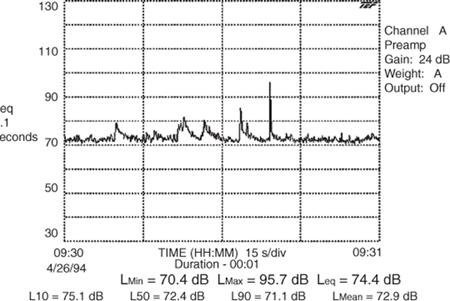 130
Channel A
Preamp
110
Gain: 24 dB
Weight: A
90
Output: Off
eq
.1
econds
70
50
30
09:30
TIME (HH:MM) 15 s/div
09:31
4/26/94
Duration - 00:01
LMin = 70.4 dB LMax = 95.7 dB Leq = 74.4 dB
L10 = 75.1 dB L50 = 72.4 dB L90 = 71.1 dB LMean = 72.9 dB